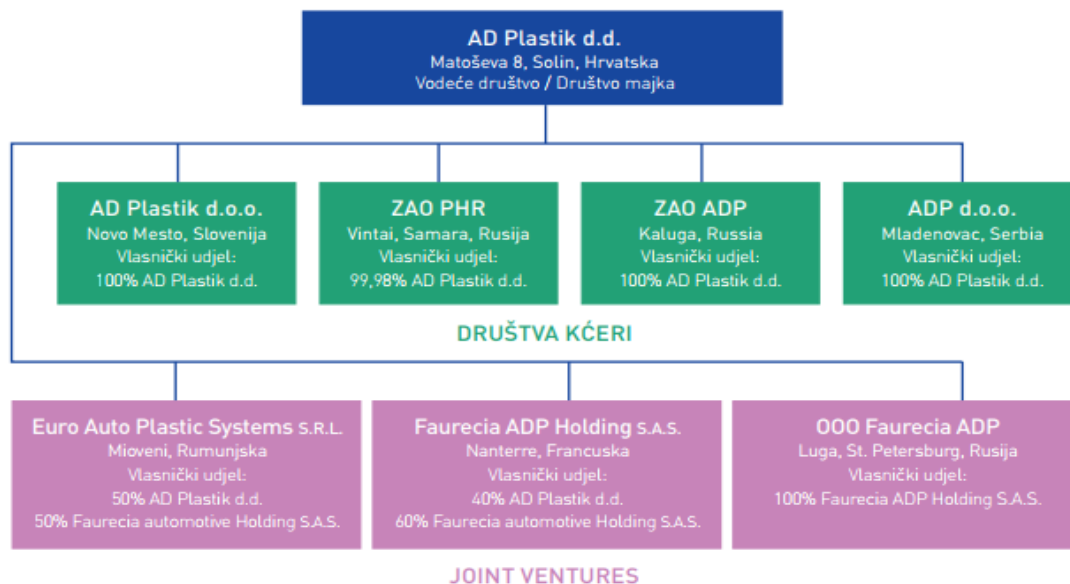 AD Plastik d.d.
Matoševa 8, Solin, Hrvatska
Vodeće društvo / Društvo majka
AD Plastik d.o.o.
Novo Mesto, Slovenija
Vlasnički udjel:
100% AD Plastik d.d.
ZAO PHR
Vintai, Samara, Rusija
Vlasnički udjel:
99,98% AD Plastik d.d.
ZAO ADP
Kaluga, Russia
Vlasnički udjel:
100% AD Plastik d.d.
ADP d.o.o.
Mladenovac, Serbia
Vlasnički udjel:
100% AD Plastik d.d.
DRUŠTVA KĆERI
Euro Auto Plastic Systems S.R.L.
Mioveni, Rumunjska
Vlasnički udjel:
50% AD Plastik d.d.
50% Faurecia automotive Holding S.A.S.
Faurecia ADP Holding S.A.S.
Nanterre, Francuska
Vlasnički udjel:
40% AD Plastik d.d.
60% Faurecia automotive Holding S.A.S.
OOO Faurecia ADP
Luga, St. Petersburg, Rusija
Vlasnički udjel:
100% Faurecia ADP Holding S.A.S.
JOINT VENTURES